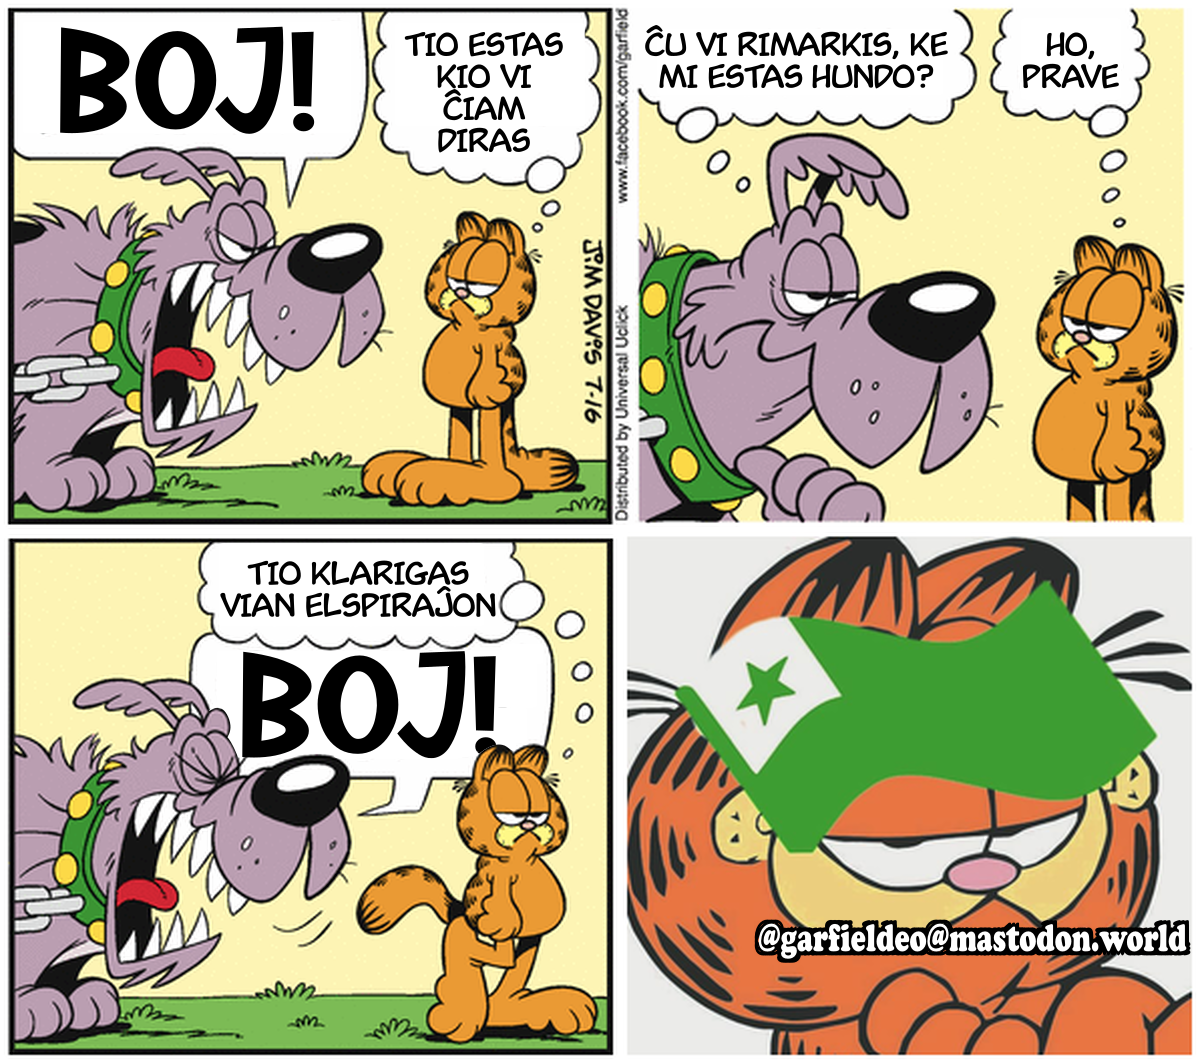 BOJ!
TIO ESTAS
KIO VI
ĈIAM
DIRAS
JIM DAVIS 7-16
www.facebook.com/garfield
Distributed by Universal Uclick
ĈU VI RIMARKIS, KE
MI ESTAS HUNDO?
HO,
PRAVE
TIO KLARIGAS
VIAN ELSPIRAĴON
BOJ!
@garfieldeo@mastodon.world